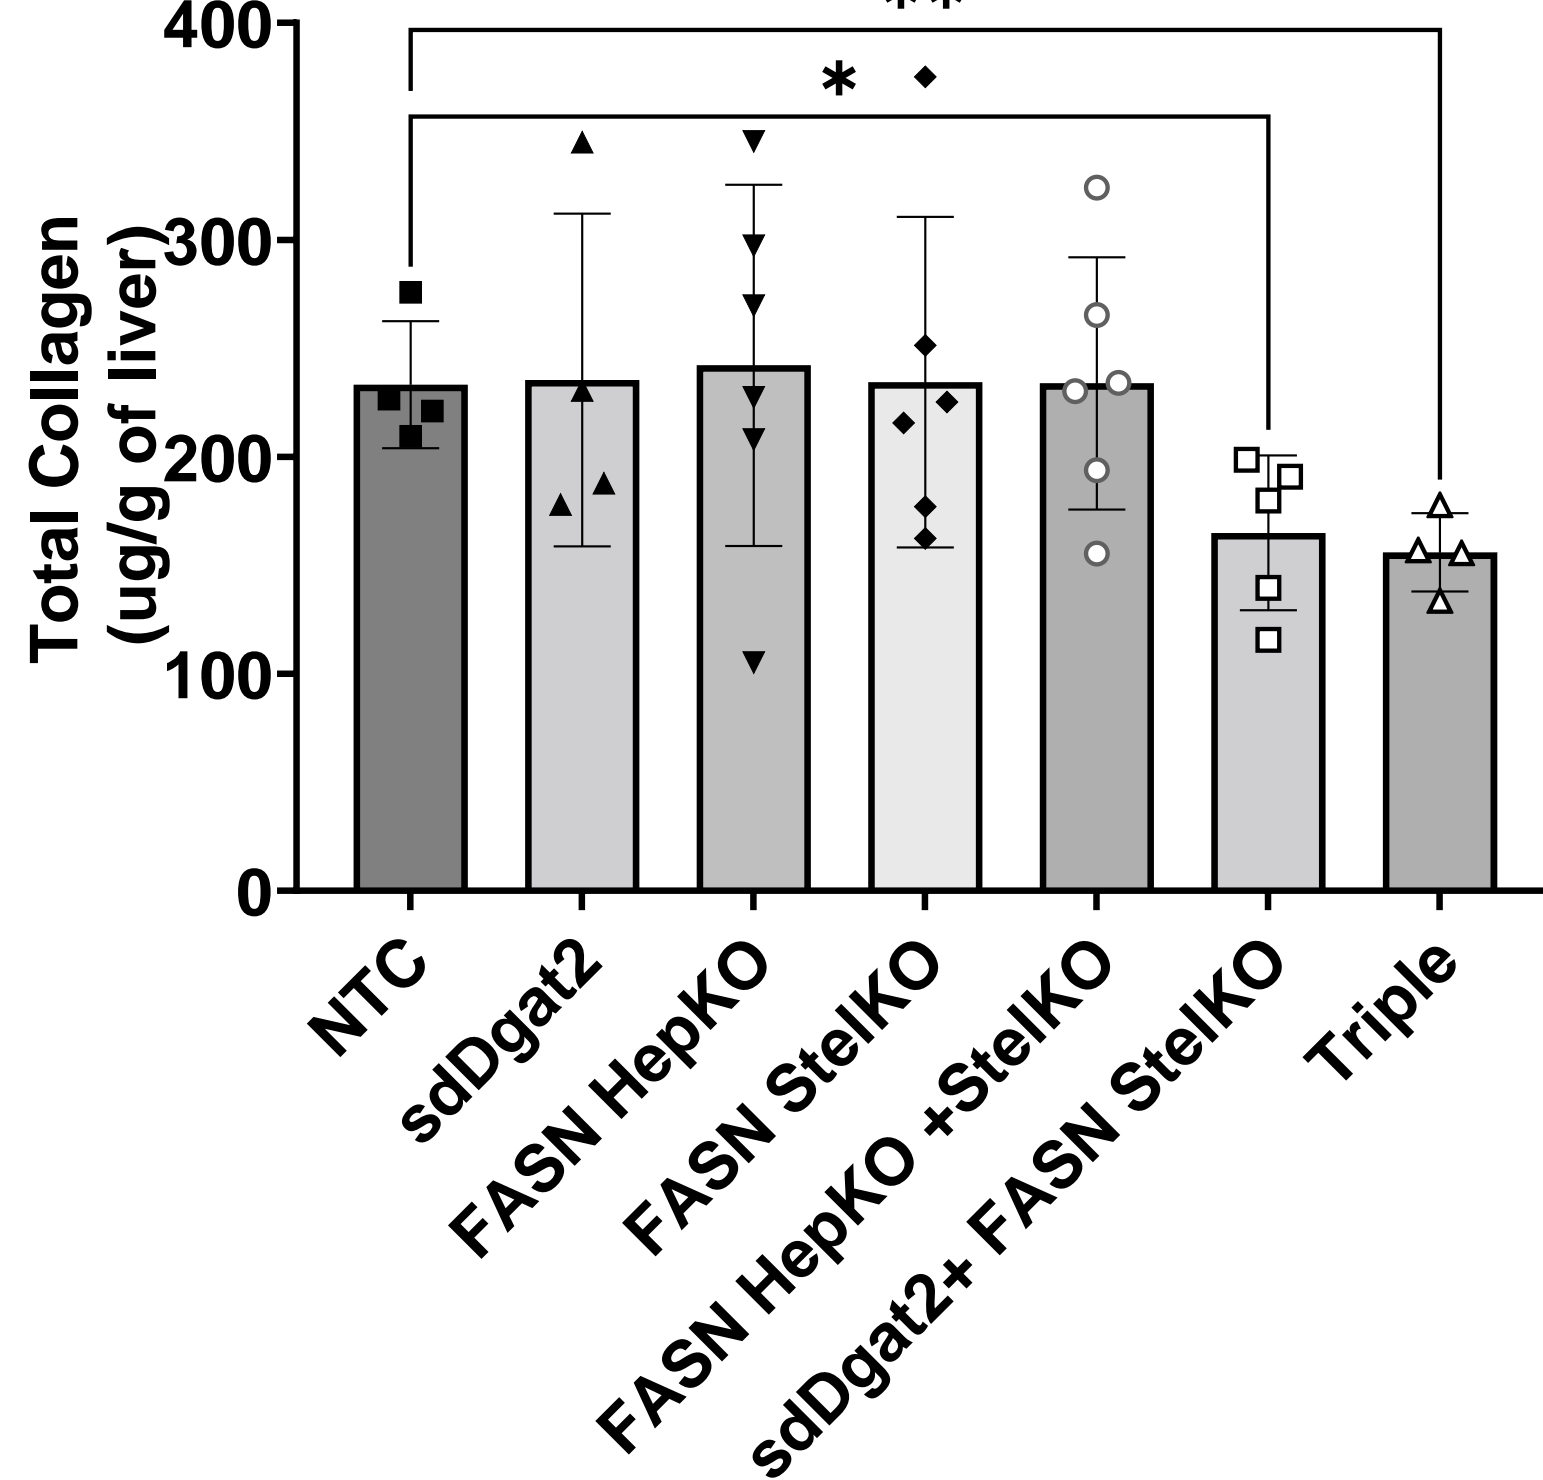 **
*
400
300
200
100
0
Total Collagen
(ug/g of liver)
NTC
sdDgat2
FASN HepKO
FASN StelKO
FASN HepKO +StelKO
sdDgat2+ FASN StelKO
Triple